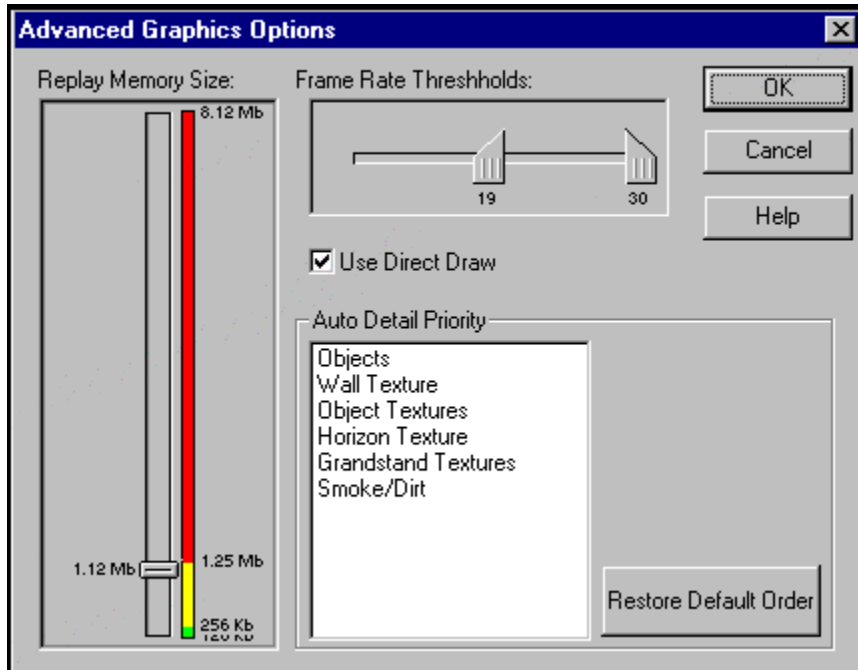 Advanced Graphics Options
Replay Memory Size:
8.12 Mb
1.12 Mb
1.25 Mb
256 Kb
Frame Rate Threshholds:
19
30
Use Direct Draw
Auto Detail Priority
Objects
Wall Texture
Object Textures
Horizon Texture
Grandstand Textures
Smoke/Dirt
Restore Default Order
OK
Cancel
Help